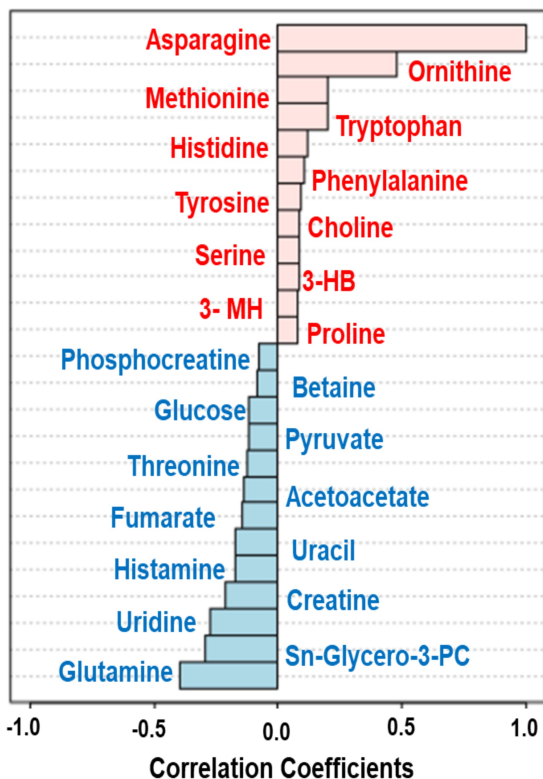 Asparagine
Ornithine
Methionine
Tryptophan
Histidine
Phenylalanine
Tyrosine
Choline
Serine
3-HB
3- MH
Proline
Phosphocreatine
Betaine
Glucose
Pyruvate
Threonine
Acetoacetate
Fumarate
Uracil
Histamine
Creatine
Uridine
Sn-Glycero-3-PC
Glutamine
-1.0 -0.5 0.0 0.5 1.0
Correlation Coefficients